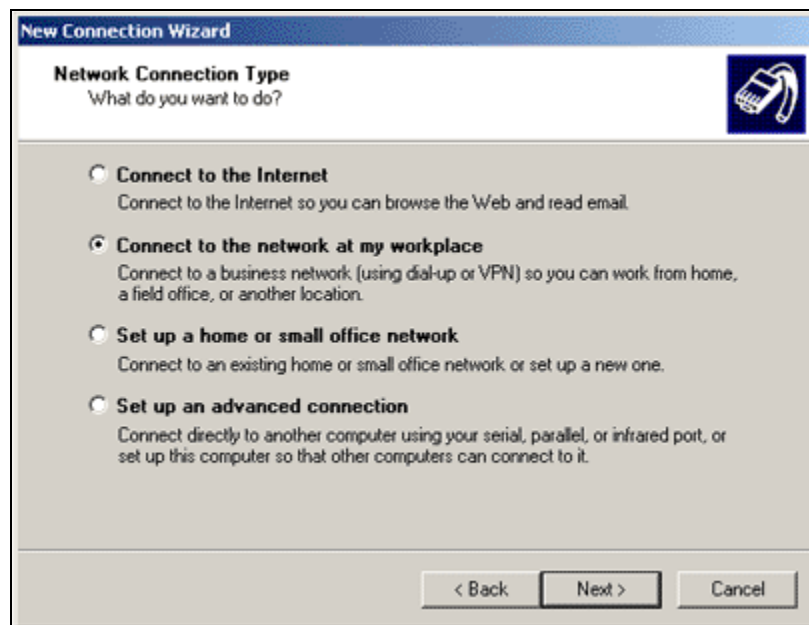 New Connection Wizard
Network Connection Type
What do you want to do?
Connect to the Internet
Connect to the Internet so you can browse the Web and read email.
Connect to the network at my workplace
Connect to a business network (using dial-up or VPN) so you can work from home,
a field office, or another location.
Set up a home or small office network
Connect to an existing home or small office network or set up a new one.
Set up an advanced connection
Connect directly to another computer using your serial, parallel, or infrared port, or
set up this computer so that other computers can connect to it.
< Back Next > Cancel